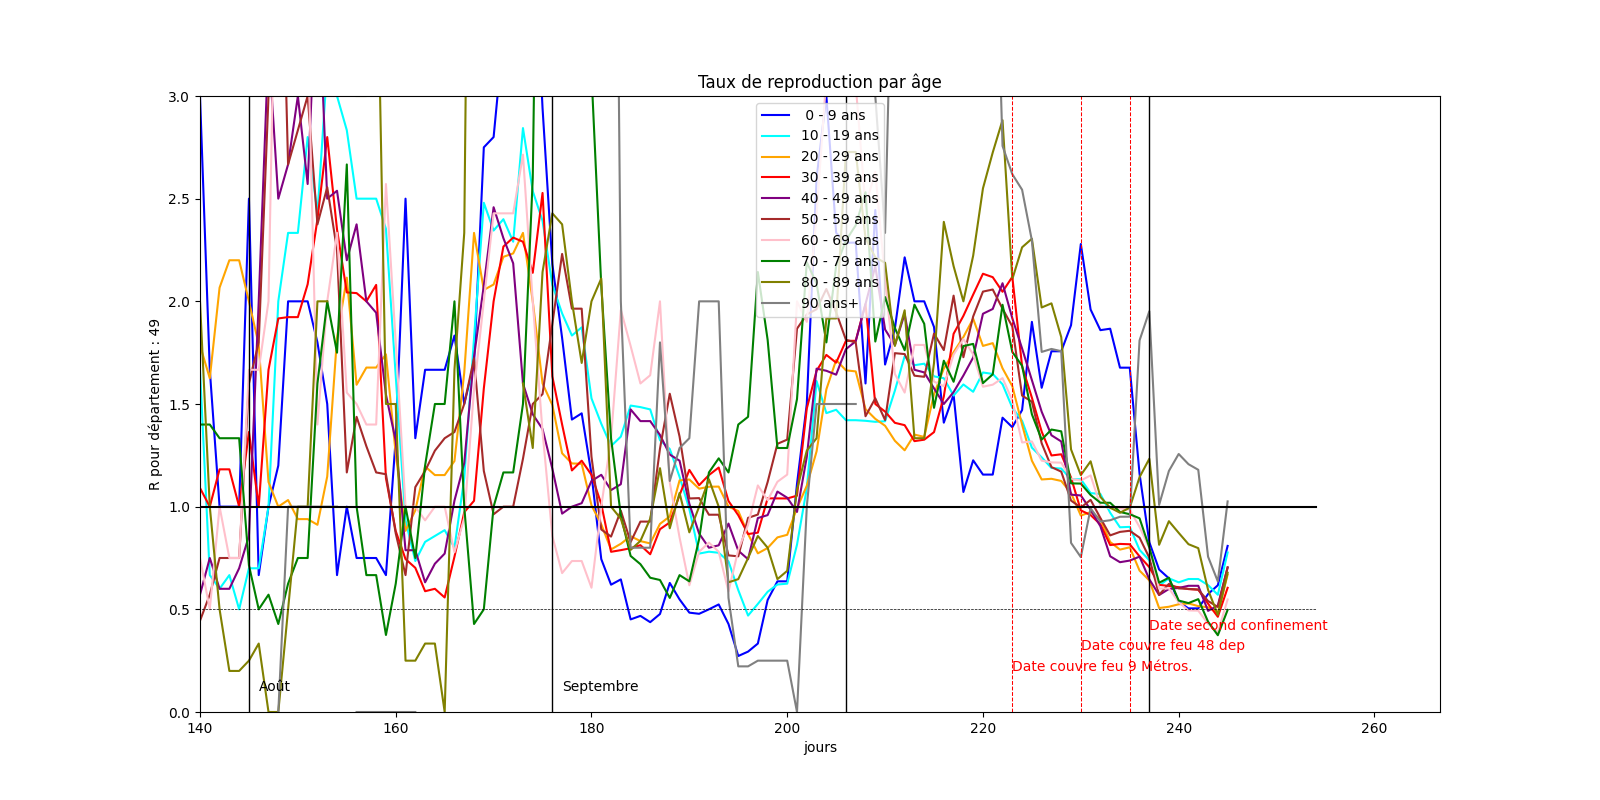 Taux de reproduction par âge
R pour département : 49
3.0
2.5
2.0
1.5
1.0
0.5
0.0
0 - 9 ans
10 - 19 ans
20 - 29 ans
30 - 39 ans
40 - 49 ans
50 - 59 ans
60 - 69 ans
70 - 79 ans
80 - 89 ans
90 ans+
Date second confinement
Date couvre feu 48 dep
Date couvre feu 9 Métros.
Août
Septembre
140
160
180
200
220
240
260
jours